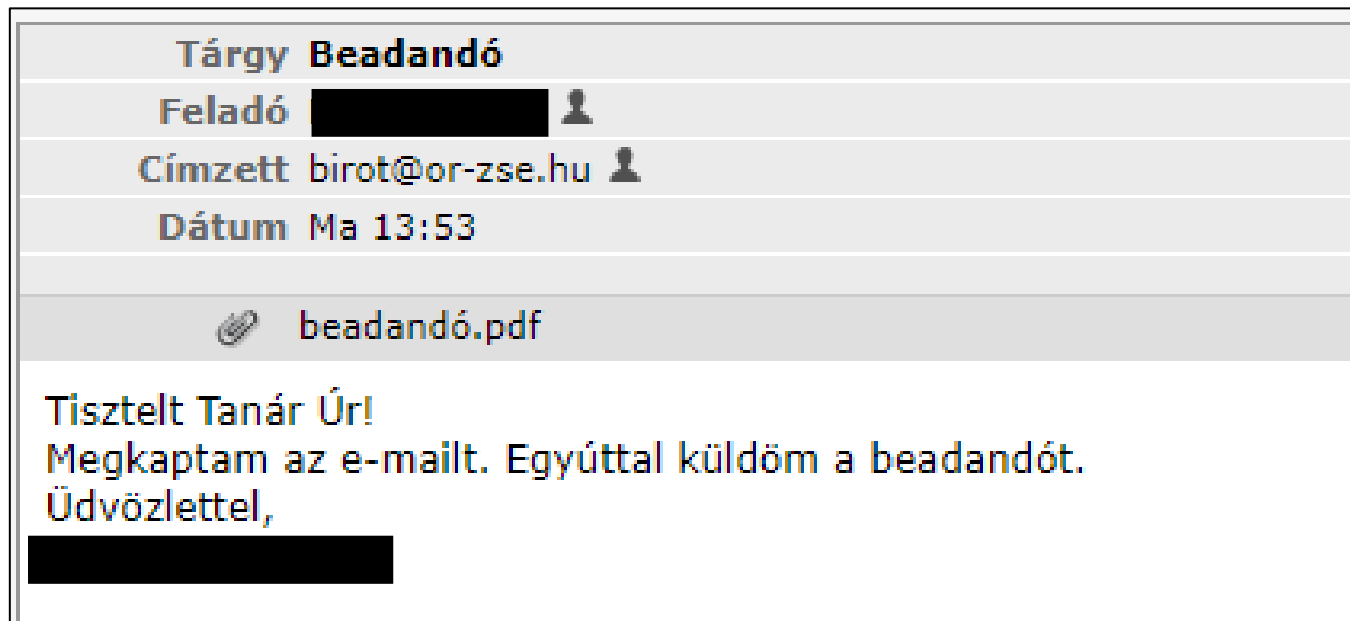 Tárgy Beadandó
Feladó
Címzett birot@or-zse.hu
Dátum Ma 13:53
beadandó.pdf
Tisztelt Tanár Úr!
Megkaptam az e-mailt. Egyúttal küldöm a beadandót.
Üdvözlettel,